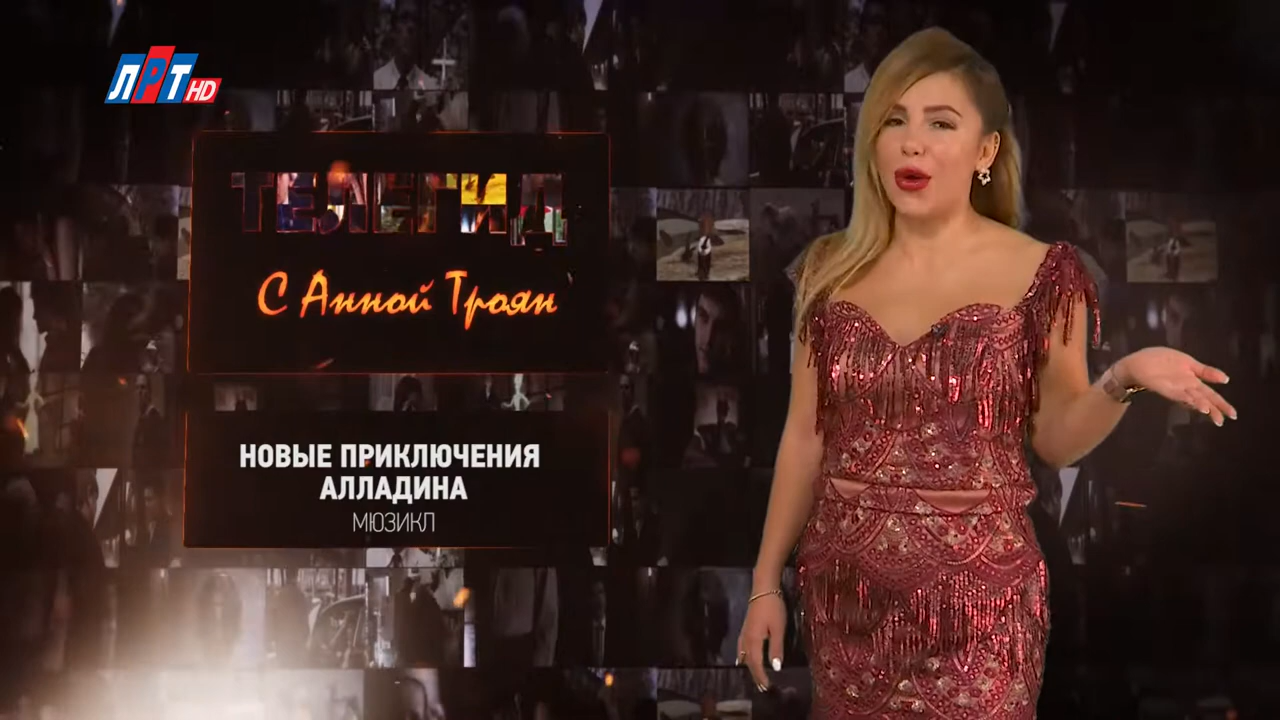 ЛРТ HD
ТЕЛЕГИД
С Анной Троян
НОВЫЕ ПРИКЛЮЧЕНИЯ
АЛЛАДИНА
МЮЗИКЛ